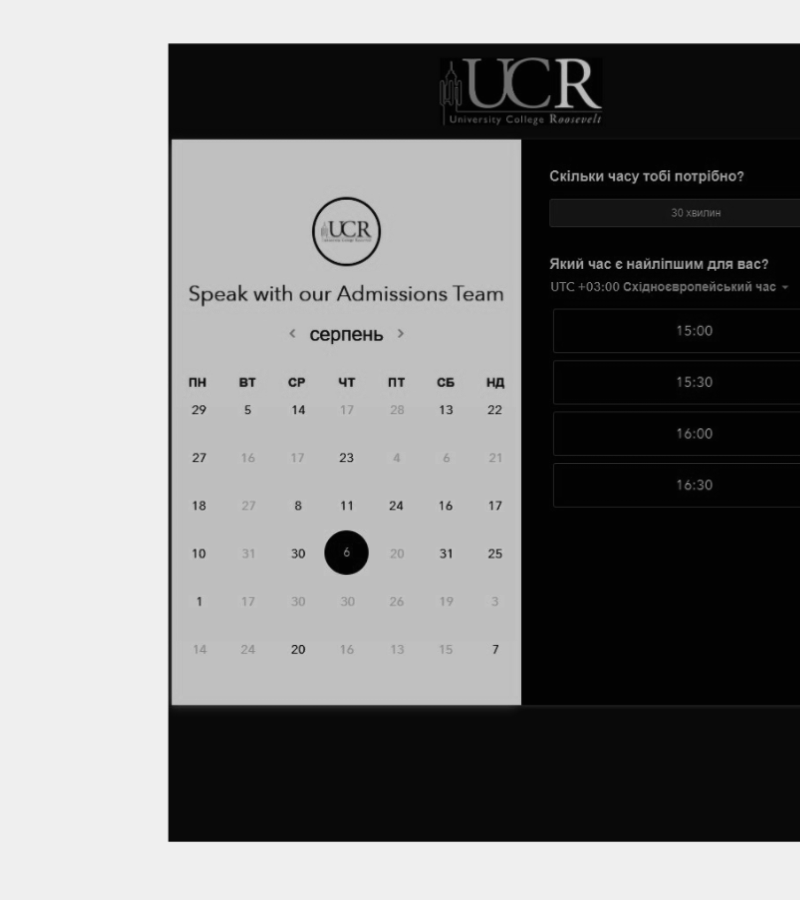 UCR
University College Roosevelt
UCR
Speak with our Admissions Team
серпень
ПН ВТ СР ЧТ ПТ СБ НД
29 5 14 17 28 13 22
27 16 17 23 4 6 21
18 27 8 11 24 16 17
10 31 30 6 20 31 25
1 17 30 30 26 19 3
14 24 20 16 13 15 7
Скільки часу тобі потрібно?
30 хвилин
Який час є найліпшим для вас?
UTC +03:00 Східноєвропейський час
15:00
15:30
16:00
16:30